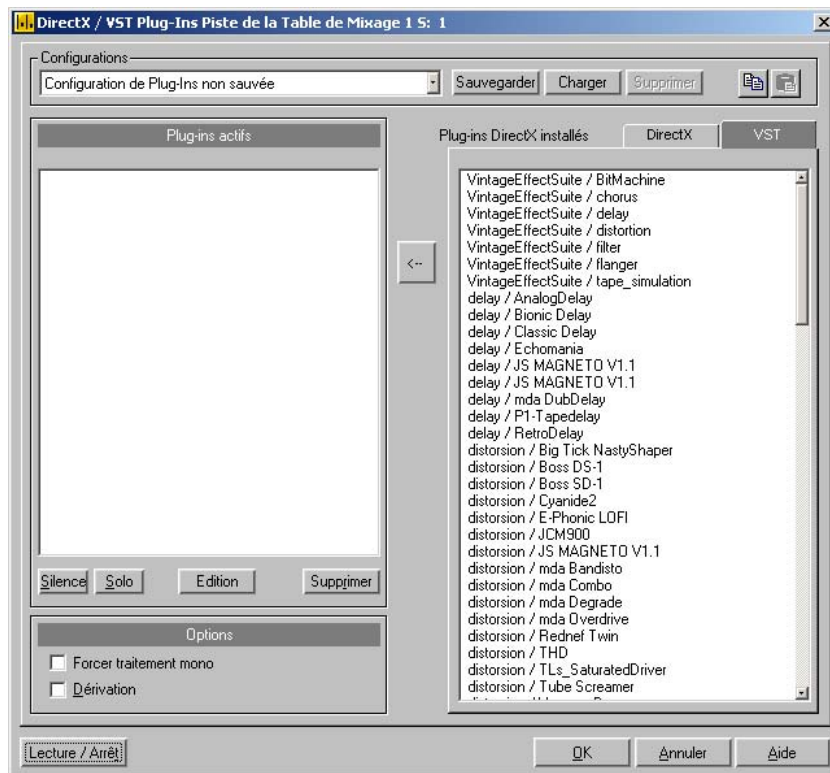 DirectX / VST Plug-Ins Piste de la Table de Mixage 1 S: 1
Configurations
Configuration de Plug-Ins non sauvée
Sauvegarder Charger Supprimer
Plug-ins actifs
Plug-ins DirectX installés DirectX VST
VintageEffectSuite / BitMachine
VintageEffectSuite / chorus
VintageEffectSuite / delay
VintageEffectSuite / distortion
VintageEffectSuite / filter
VintageEffectSuite / flanger
VintageEffectSuite / tape_simulation
delay / AnalogDelay
delay / Bionic Delay
delay / Classic Delay
delay / Echomania
delay / JS MAGNETO V1.1
delay / JS MAGNETO V1.1
delay / mda DubDelay
delay / P1-Tapedelay
delay / RetroDelay
distorsion / Big Tick NastyShaper
distorsion / Boss DS-1
distorsion / Boss SD-1
distorsion / Cyanide2
distorsion / E-Phonic LOFI
distorsion / JCM900
distorsion / JS MAGNETO V1.1
distorsion / mda Bandisto
distorsion / mda Combo
distorsion / mda Degrade
distorsion / mda Overdrive
distorsion / Rednef Twin
distorsion / THD
distorsion / TLs_SaturatedDriver
distorsion / Tube Screamer
<--
Silence Solo Edition Supprimer
Options
Forcer traitement mono
Dérivation
Lecture / Arrêt OK Annuler Aide